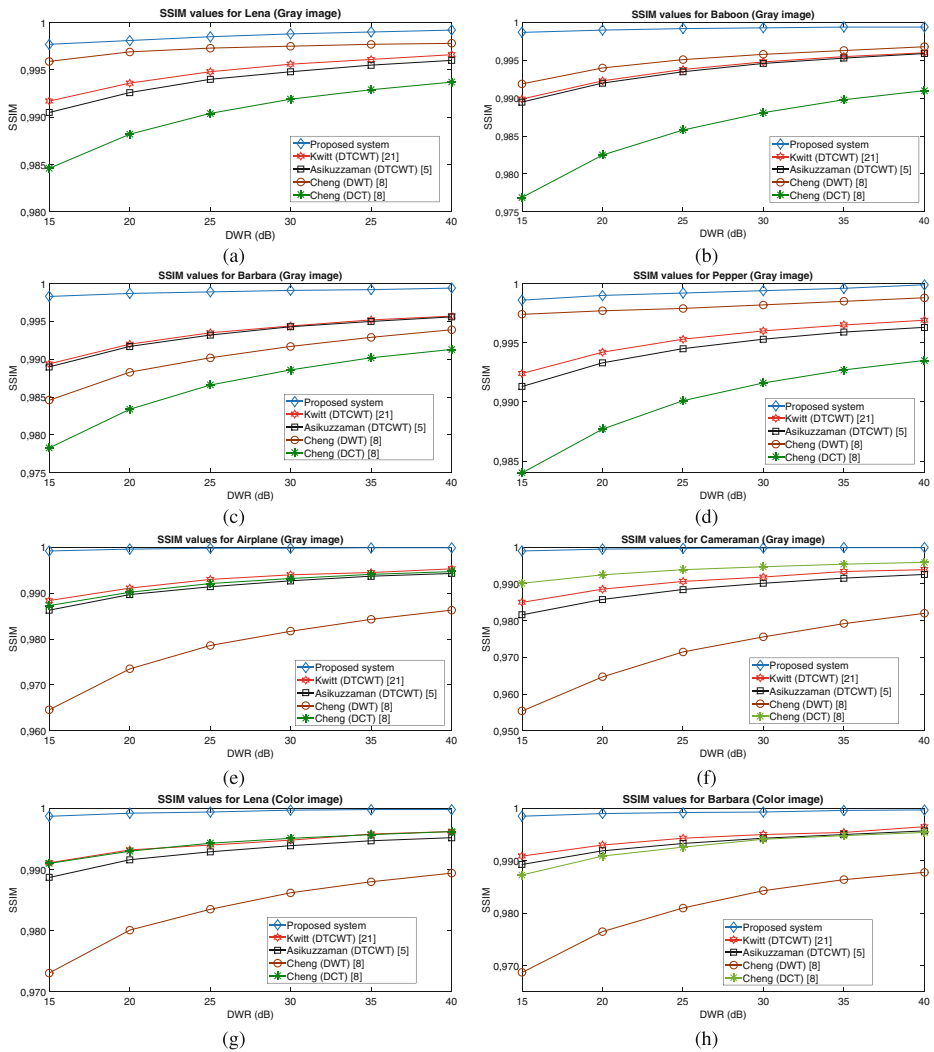 SSIM values for Lena (Gray image)
1
0,995
0,990
0,985
0,980
SSIM
Proposed system
Kwitt (DTCWT) [21]
Asikuzzaman (DTCWT) [5]
Cheng (DWT) [8]
Cheng (DCT) [8]
15 20 25 30 35 40
DWR (dB)
(a)
SSIM values for Baboon (Gray image)
1
0,995
0,990
0,985
0,980
0,975
SSIM
Proposed system
Kwitt (DTCWT) [21]
Asikuzzaman (DTCWT) [5]
Cheng (DWT) [8]
Cheng (DCT) [8]
15 20 25 30 35 40
DWR (dB)
(b)
SSIM values for Barbara (Gray image)
1
0,995
0,990
0,985
0,980
0,975
SSIM
Proposed system
Kwitt (DTCWT) [21]
Asikuzzaman (DTCWT) [5]
Cheng (DWT) [8]
Cheng (DCT) [8]
15 20 25 30 35 40
DWR (dB)
(c)
SSIM values for Pepper (Gray image)
1
0,995
0,990
0,985
SSIM
Proposed system
Kwitt (DTCWT) [21]
Asikuzzaman (DTCWT) [5]
Cheng (DWT) [8]
Cheng (DCT) [8]
15 20 25 30 35 40
DWR (dB)
(d)
SSIM values for Airplane (Gray image)
1
0,990
0,980
0,970
0,960
SSIM
Proposed system
Kwitt (DTCWT) [21]
Asikuzzaman (DTCWT) [5]
Cheng (DWT) [8]
Cheng (DCT) [8]
15 20 25 30 35 40
DWR (dB)
(e)
SSIM values for Cameraman (Gray image)
1
0,990
0,980
0,970
0,960
0,950
SSIM
Proposed system
Kwitt (DTCWT) [21]
Asikuzzaman (DTCWT) [5]
Cheng (DWT) [8]
Cheng (DCT) [8]
15 20 25 30 35 40
DWR (dB)
(f)
SSIM values for Lena (Color image)
1
0,990
0,980
0,970
SSIM
Proposed system
Kwitt (DTCWT) [21]
Asikuzzaman (DTCWT) [5]
Cheng (DWT) [8]
Cheng (DCT) [8]
15 20 25 30 35 40
DWR (dB)
(g)
SSIM values for Barbara (Color image)
1
0,990
0,980
0,970
SSIM
Proposed system
Kwitt (DTCWT) [21]
Asikuzzaman (DTCWT) [5]
Cheng (DWT) [8]
Cheng (DCT) [8]
15 20 25 30 35 40
DWR (dB)
(h)